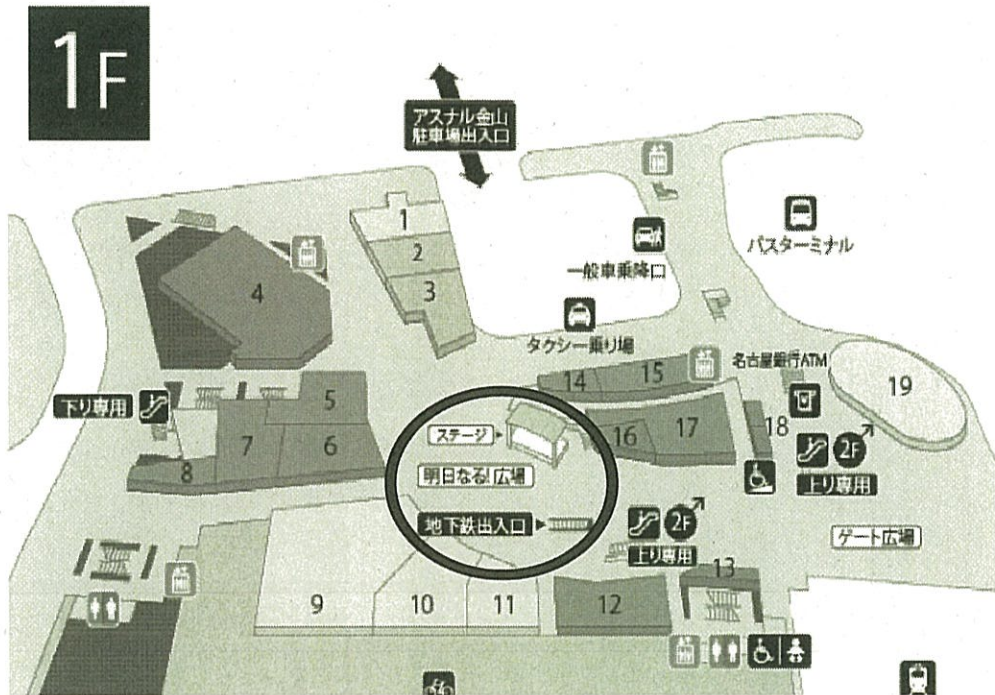 1F
アスナル金山
駐車場出入口
1
2
3
4
一般車乗降口
バスターミナル
タクシー乗り場
名古屋銀行ATM
下り専用
5
6
7
8
14
15
16
17
18
19
ステージ
明日なる!広場
地下鉄出入口
2F
上り専用
2F
上り専用
ゲート広場
9
10
11
12
13